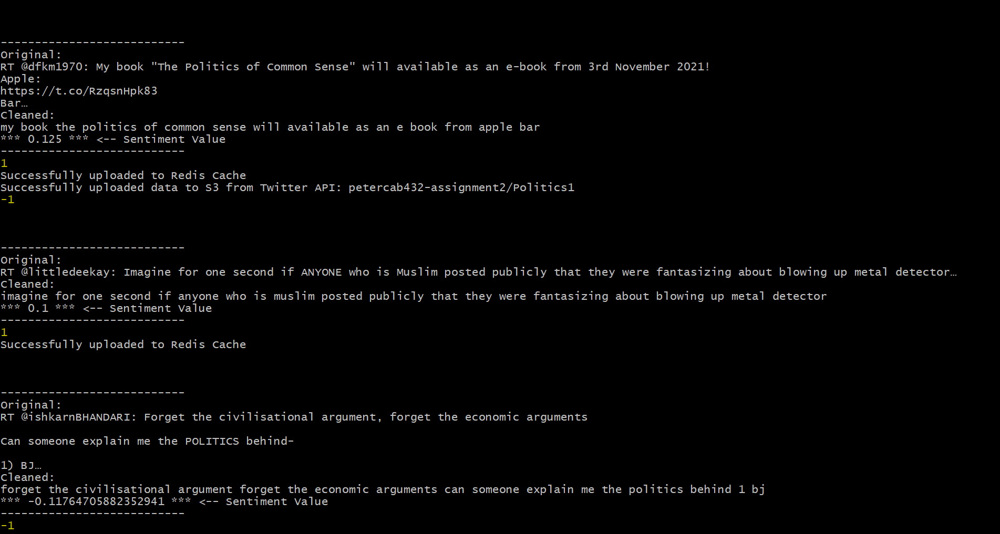 ---------------------------
Original:
RT @dfkm1970: My book "The Politics of Common Sense" will available as an e-book from 3rd November 2021!
Apple:
https://t.co/RzqsnHpk83
Bar…
Cleaned:
my book the politics of common sense will available as an e book from apple bar
*** 0.125 *** <-- Sentiment Value
---------------------------
1
Successfully uploaded to Redis Cache
Successfully uploaded data to S3 from Twitter API: petercab432-assignment2/Politics1
-1
---------------------------
Original:
RT @littledeekay: Imagine for one second if ANYONE who is Muslim posted publicly that they were fantasizing about blowing up metal detector…
Cleaned:
imagine for one second if anyone who is muslim posted publicly that they were fantasizing about blowing up metal detector
*** 0.1 *** <-- Sentiment Value
---------------------------
1
Successfully uploaded to Redis Cache
---------------------------
Original:
RT @ishkarnBHANDARI: Forget the civilisational argument, forget the economic arguments
Can someone explain me the POLITICS behind-
1) BJ…
Cleaned:
forget the civilisational argument forget the economic arguments can someone explain me the politics behind 1 bj
*** -0.11764705882352941 *** <-- Sentiment Value
---------------------------
-1